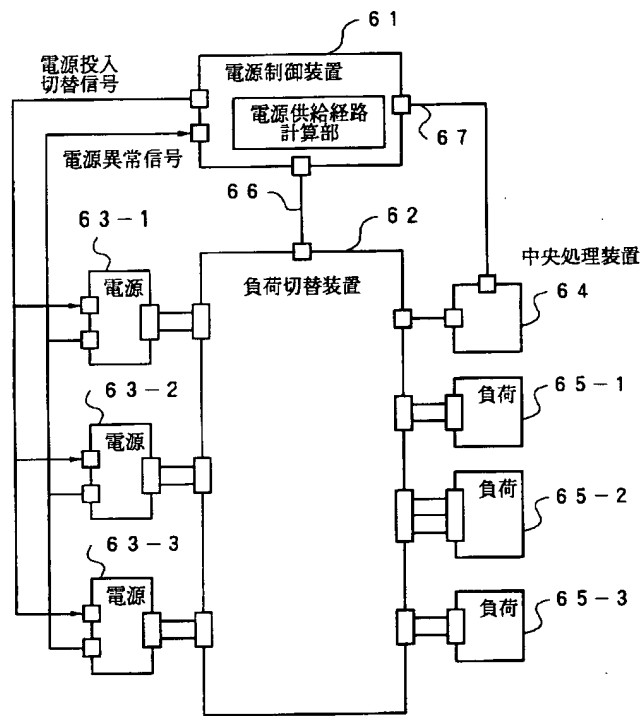 61
電源投入
切替信号
電源制御装置
電源供給経路
計算部
67
電源異常信号
66
62
63-1
電源
負荷切替装置
中央処理装置
64
負荷
65-1
63-2
電源
負荷
65-2
63-3
電源
負荷
65-3